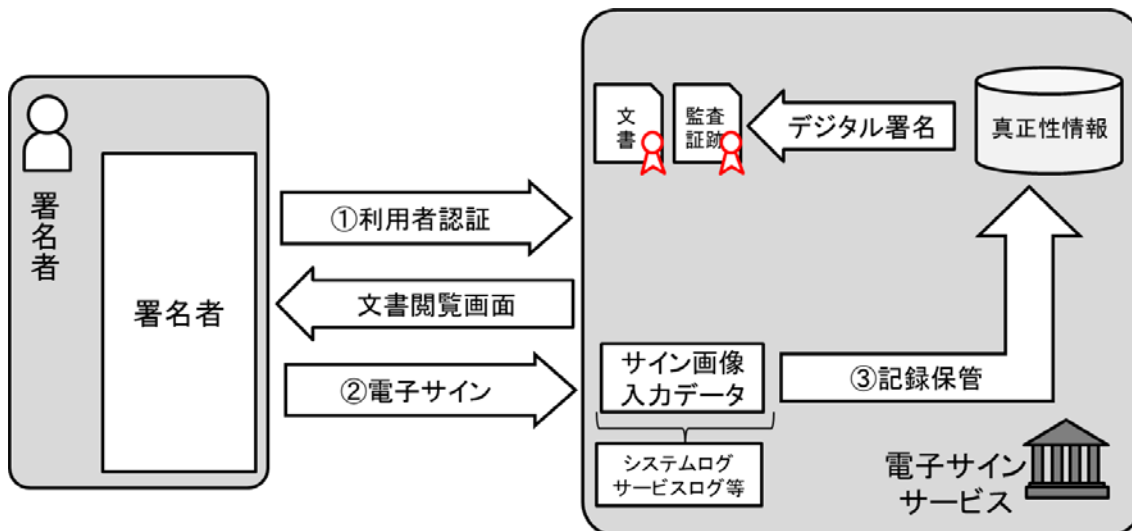 署名者
署名者
①利用者認証
文書閲覧画面
②電子サイン
文書
監査
証跡
デジタル署名
真正性情報
サイン画像
入力データ
③記録保管
システムログ
サービスログ等
電子サイン
サービス